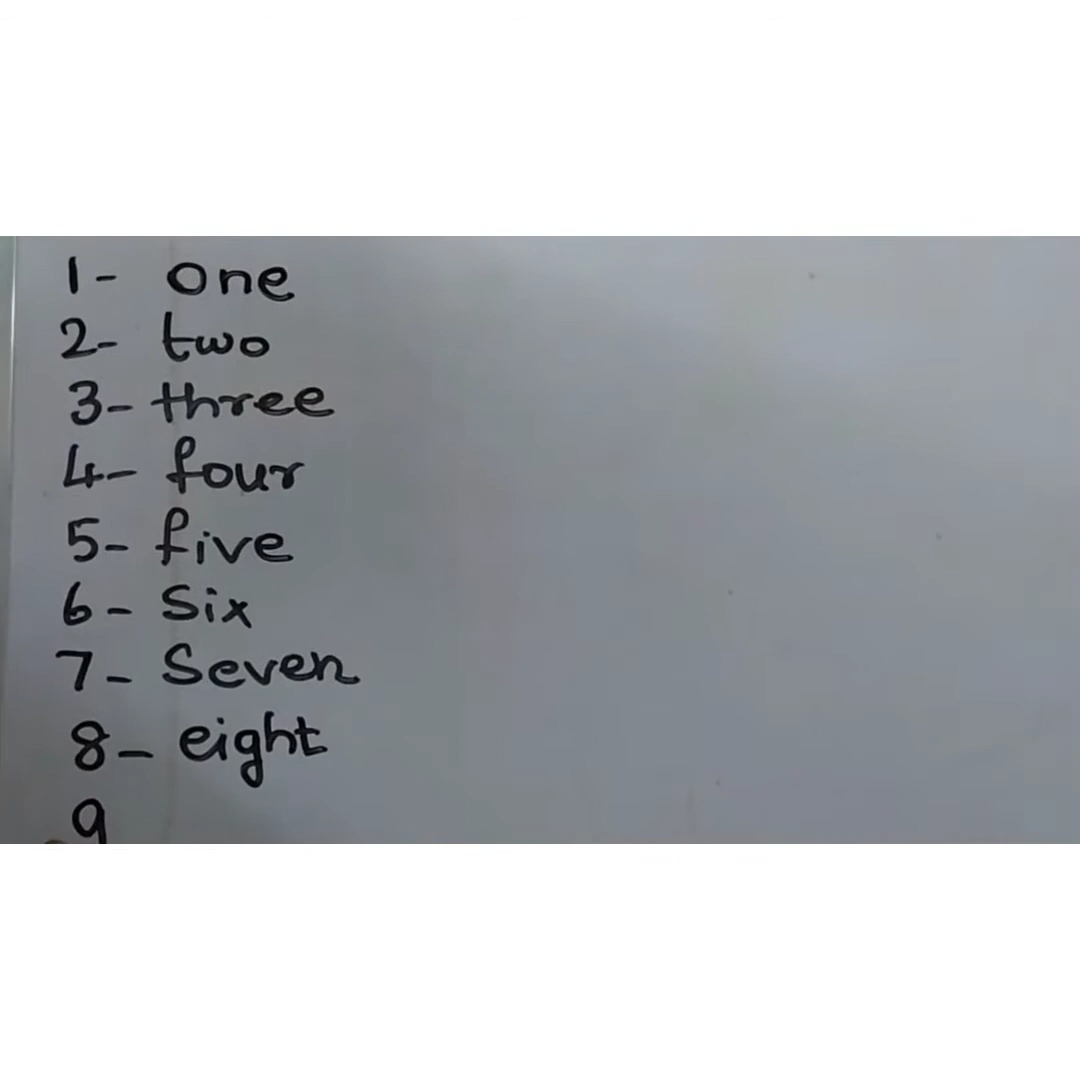 1- One
2- two
3- three
4- four
5- five
6- Six
7- Seven
8- eight
9